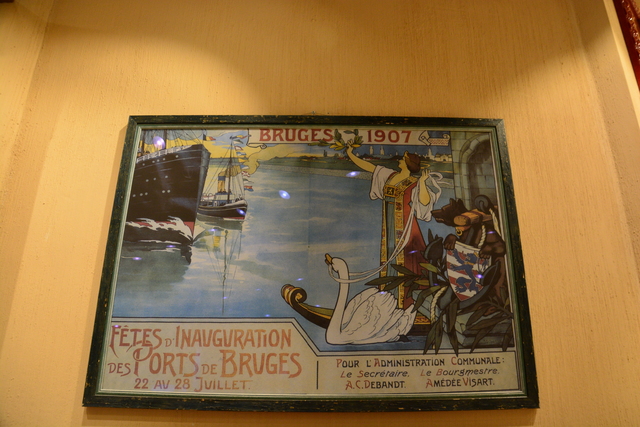 BRUGES - 1907
FÊTES D'INAUGURATION
DES PORTS DE BRUGES
22 AU 28 JUILLET
POUR L'ADMINISTRATION COMMUNALE:
Le Secrétaire. Le Bourgmestre.
A.C. DEBANDT. AMÉDÉE VISART.